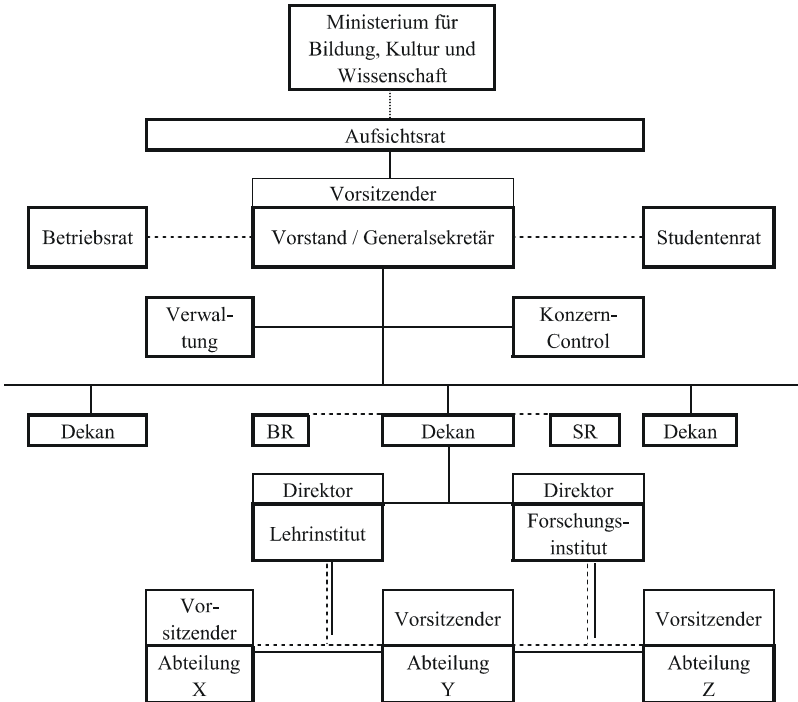 Ministerium für
Bildung, Kultur und
Wissenschaft
Aufsichtsrat
Vorsitzender
Betriebsrat
Vorstand / Generalsekretär
Studentenrat
Verwal-
tung
Konzern-
Control
Dekan
BR
Dekan
SR
Dekan
Direktor
Lehrinstitut
Direktor
Forschungs-
institut
Vor-
sitzender
Abteilung
X
Vorsitzender
Abteilung
Y
Vorsitzender
Abteilung
Z